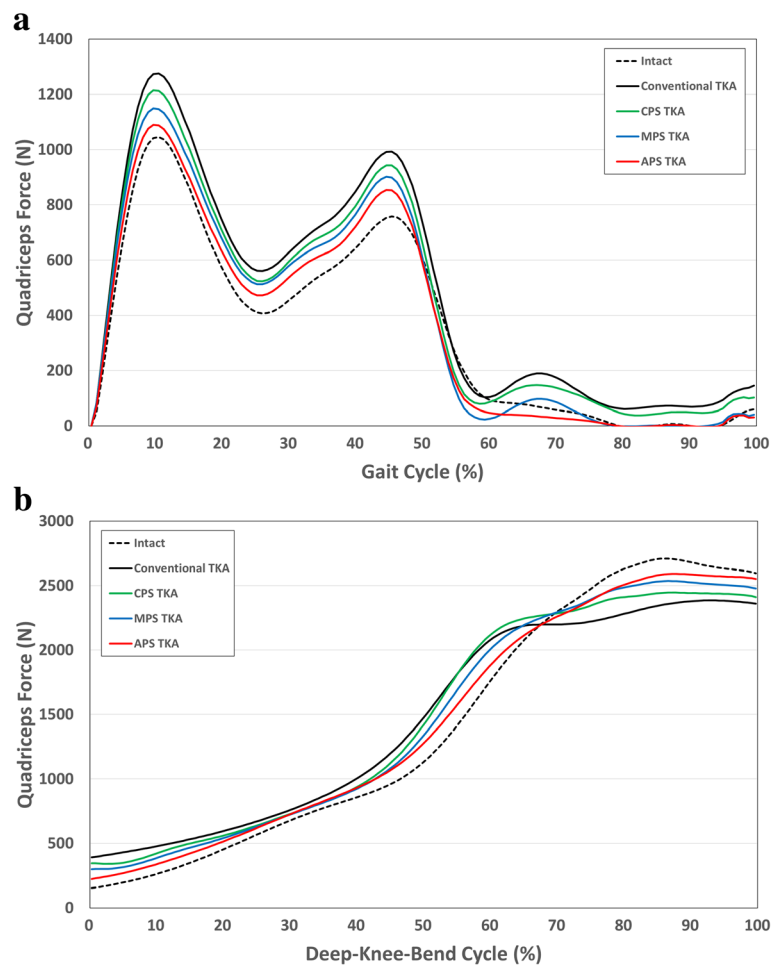 a
1400
1200
1000
800
600
400
200
0
Quadriceps Force (N)
0 10 20 30 40 50 60 70 80 90 100
Gait Cycle (%)
Intact
Conventional TKA
CPS TKA
MPS TKA
APS TKA
b
3000
2500
2000
1500
1000
500
0
Quadriceps Force (N)
0 10 20 30 40 50 60 70 80 90 100
Deep-Knee-Bend Cycle (%)
Intact
Conventional TKA
CPS TKA
MPS TKA
APS TKA